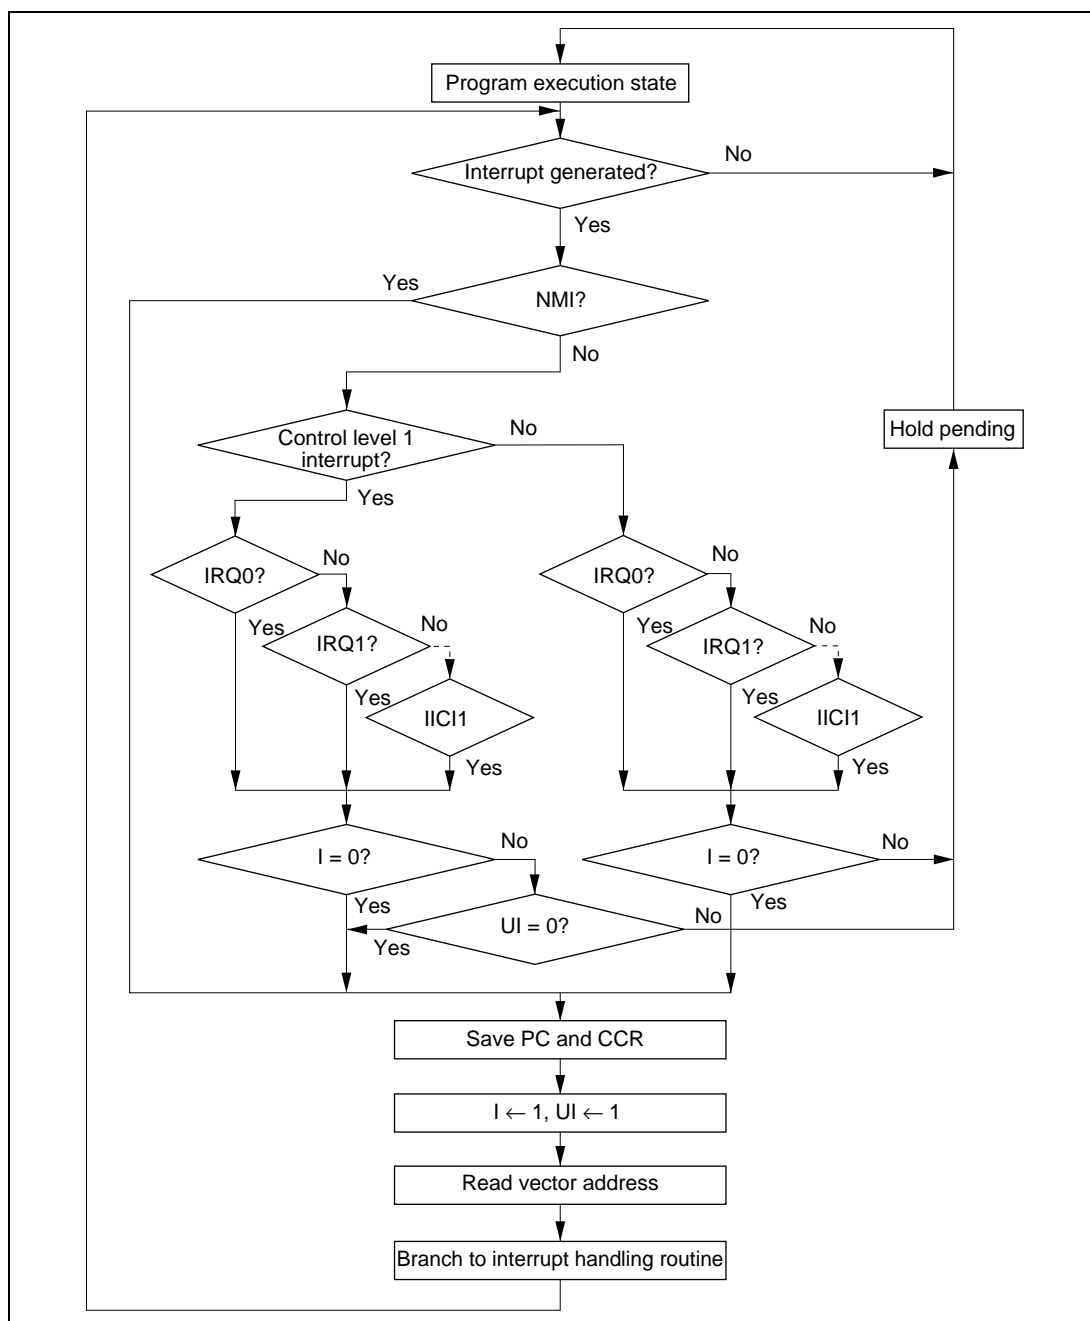 Program execution state
Interrupt generated?
No
Yes
Yes
NMI?
No
Control level 1
interrupt?
No
Hold pending
Yes
IRQ0?
No
IRQ0?
No
Yes
IRQ1?
No
Yes
IRQ1?
No
Yes
IICI1
Yes
IICI1
Yes
Yes
I = 0?
No
I = 0?
No
Yes
Yes
UI = 0?
No
Yes
Save PC and CCR
I ← 1, UI ← 1
Read vector address
Branch to interrupt handling routine